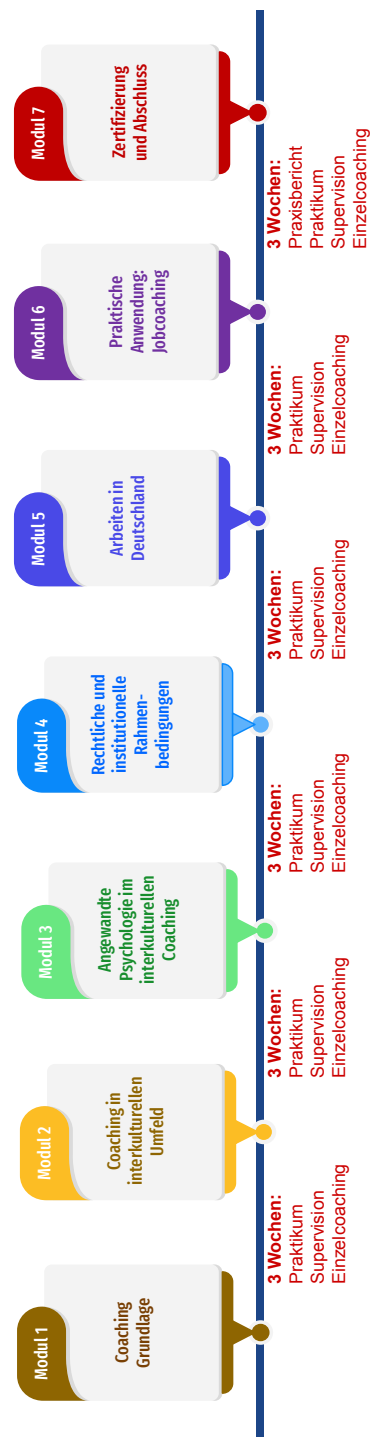 Modul 1
Coaching
Grundlage
Modul 2
Coaching in
interkulturellen
Umfeld
Modul 3
Angewandte
Psychologie im
interkulturellen
Coaching
Modul 4
Rechtliche und
institutionelle
Rahmen-
bedingungen
Modul 5
Arbeiten in
Deutschland
Modul 6
Praktische
Anwendung:
Jobcoaching
Modul 7
Zertifizierung
und Abschluss
3 Wochen:
Praktikum
Supervision
Einzelcoaching
3 Wochen:
Praktikum
Supervision
Einzelcoaching
3 Wochen:
Praktikum
Supervision
Einzelcoaching
3 Wochen:
Praktikum
Supervision
Einzelcoaching
3 Wochen:
Praktikum
Supervision
Einzelcoaching
3 Wochen:
Praxisbericht
Praktikum
Supervision
Einzelcoaching